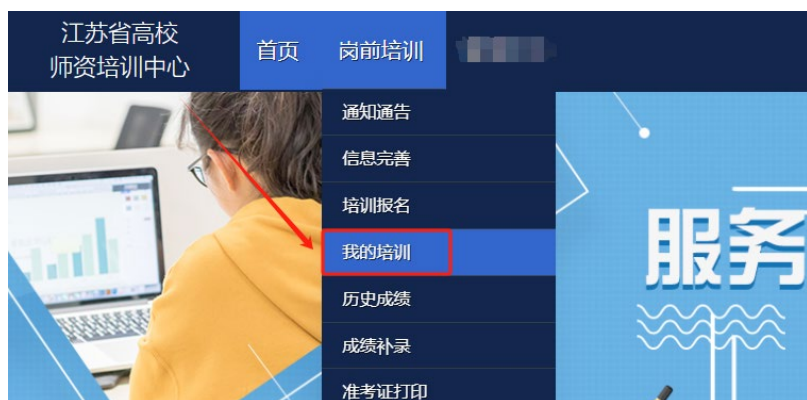 江苏省高校
师资培训中心
首页
岗前培训
通知通告
信息完善
培训报名
我的培训
历史成绩
成绩补录
准考证打印
服务